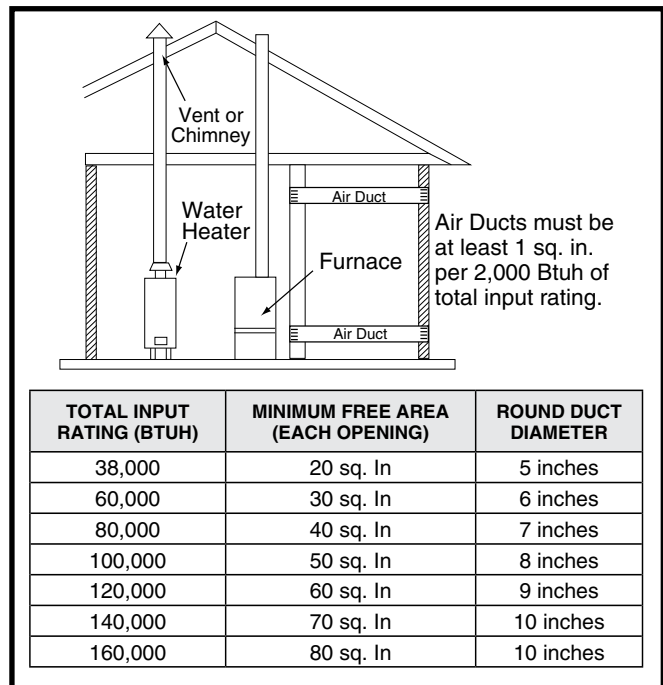 Vent or
Chimney
Air Duct
Water
Heater
Furnace
Air Ducts must be
at least 1 sq. in.
per 2,000 Btuh of
total input rating.
Air Duct
TOTAL INPUT RATING (BTUH) MINIMUM FREE AREA (EACH OPENING) ROUND DUCT DIAMETER
38,000 20 sq. In 5 inches
60,000 30 sq. In 6 inches
80,000 40 sq. In 7 inches
100,000 50 sq. In 8 inches
120,000 60 sq. In 9 inches
140,000 70 sq. In 10 inches
160,000 80 sq. In 10 inches